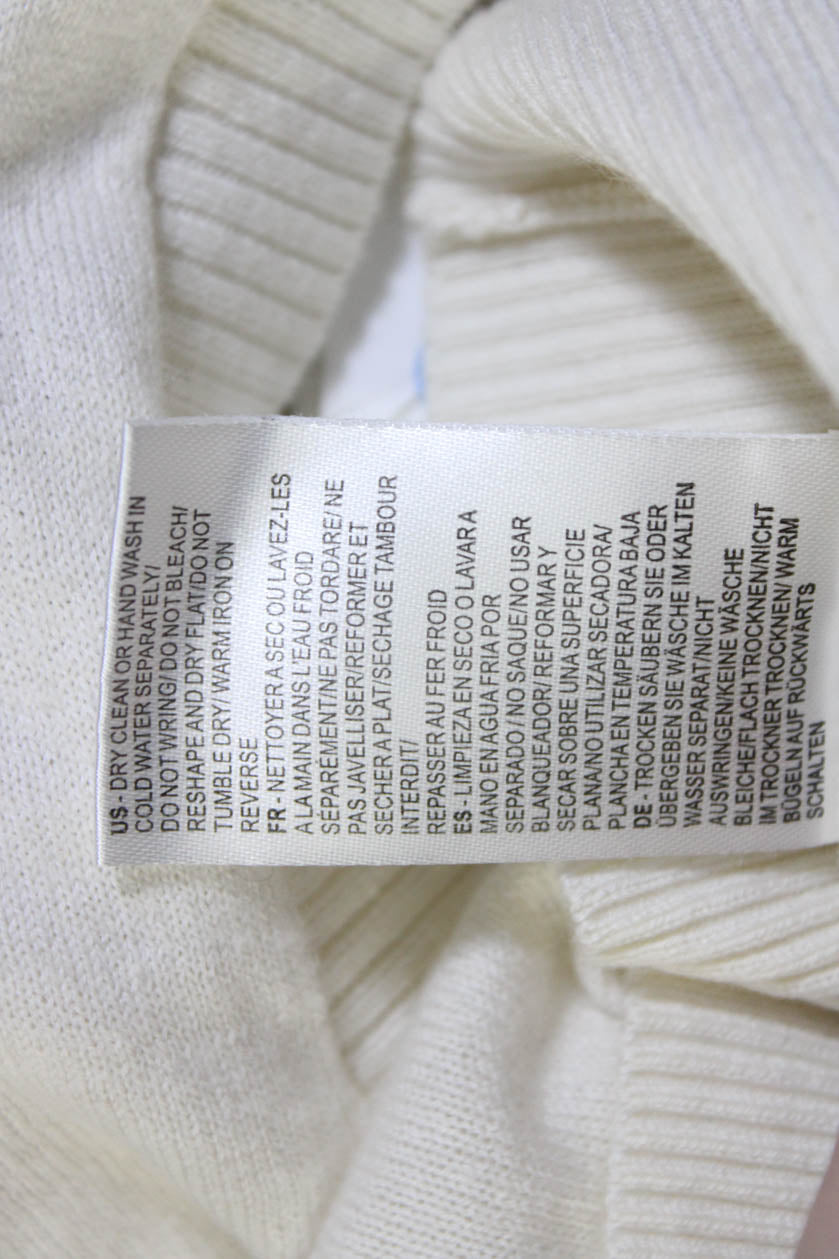 US - DRY CLEAN OR HAND WASH IN
COLD WATER SEPARATELY/
DO NOT WRING/ DO NOT BLEACH/
RESHAPE AND DRY FLAT/DO NOT
TUMBLE DRY/ WARM IRON ON
REVERSE
FR - NETTOYER A SEC OU LAVEZ-LES
A LA MAIN DANS L'EAU FROID
SÉPARÉMENT/NE PAS TORDARE/ NE
PAS JAVELLISER/REFORMER ET
SECHER A PLAT/SECHAGE TAMBOUR
INTERDIT/
REPASSER AU FER FROID
ES - LIMPIEZA EN SECO O LAVAR A
MANO EN AGUA FRIA POR
SEPARADO / NO SAQUE/NO USAR
BLANQUEADOR/ REFORMAR Y
SECAR SOBRE UNA SUPERFICIE
PLANA/NO UTILIZAR SECADORA/
PLANCHA EN TEMPERATURA BAJA
DE - TROCKEN SÄUBERN SIE ODER
ÜBERGEBEN SIE WÄSCHE IM KALTEN
WASSER SEPARAT/NICHT
AUSWRINGEN/KEINE WÄSCHE
BLEICHE/FLACH TROCKNEN/NICHT
IM TROCKNER TROCKNEN/ WARM
BÜGELN AUF RÜCKWÄRTS
SCHALTEN